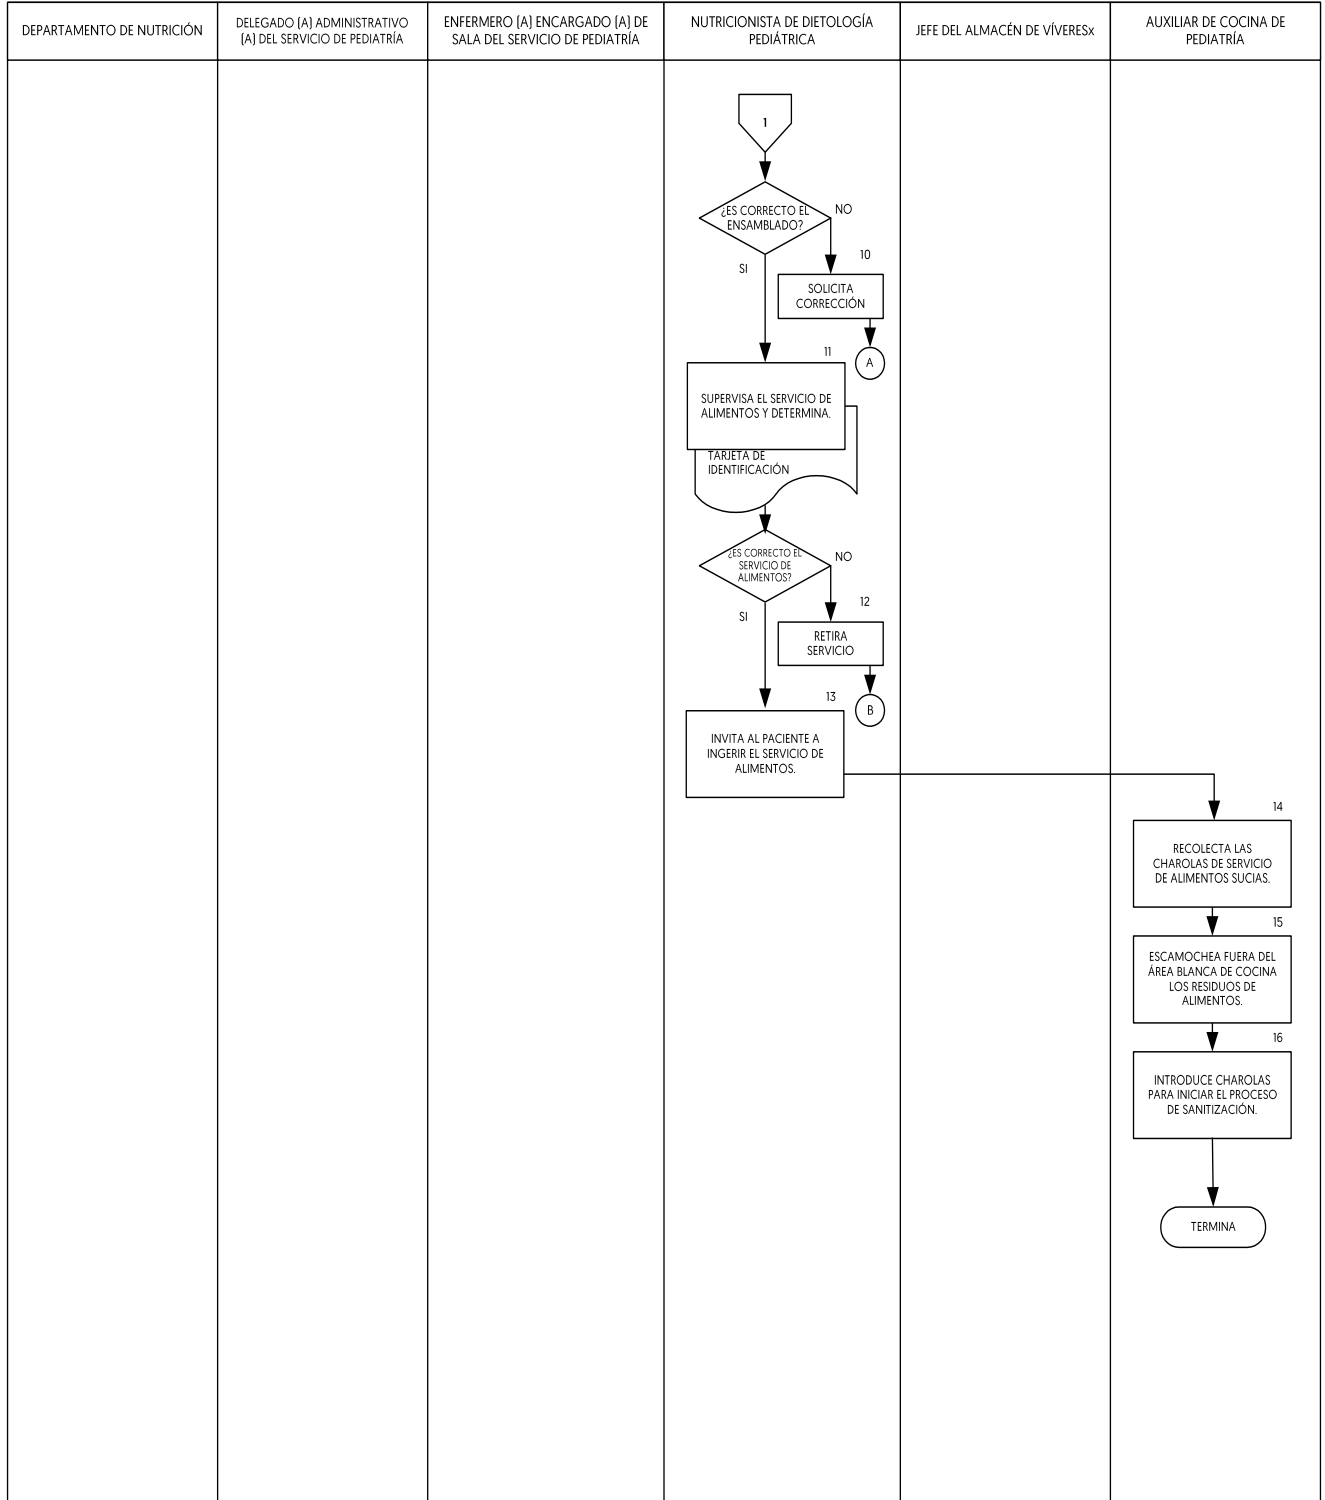 DEPARTAMENTO DE NUTRICIÓN
DELEGADO (A) ADMINISTRATIVO
(A) DEL SERVICIO DE PEDIATRÍA
ENFERMERO (A) ENCARGADO (A) DE
SALA DEL SERVICIO DE PEDIATRÍA
NUTRICIONISTA DE DIETOLOGÍA
PEDIÁTRICA
JEFE DEL ALMACÉN DE VÍVERESx
AUXILIAR DE COCINA DE
PEDIATRÍA
1
¿ES CORRECTO EL
ENSAMBLADO?
NO
SI
10
SOLICITA
CORRECCIÓN
A
11
SUPERVISA EL SERVICIO DE
ALIMENTOS Y DETERMINA.
TARJETA DE
IDENTIFICACIÓN
¿ES CORRECTO EL
SERVICIO DE
ALIMENTOS?
NO
SI
12
RETIRA
SERVICIO
B
13
INVITA AL PACIENTE A
INGERIR EL SERVICIO DE
ALIMENTOS.
14
RECOLECTA LAS
CHAROLAS DE SERVICIO
DE ALIMENTOS SUCIAS.
15
ESCAMOCHEA FUERA DEL
ÁREA BLANCA DE COCINA
LOS RESIDUOS DE
ALIMENTOS.
16
INTRODUCE CHAROLAS
PARA INICIAR EL PROCESO
DE SANITIZACIÓN.
TERMINA